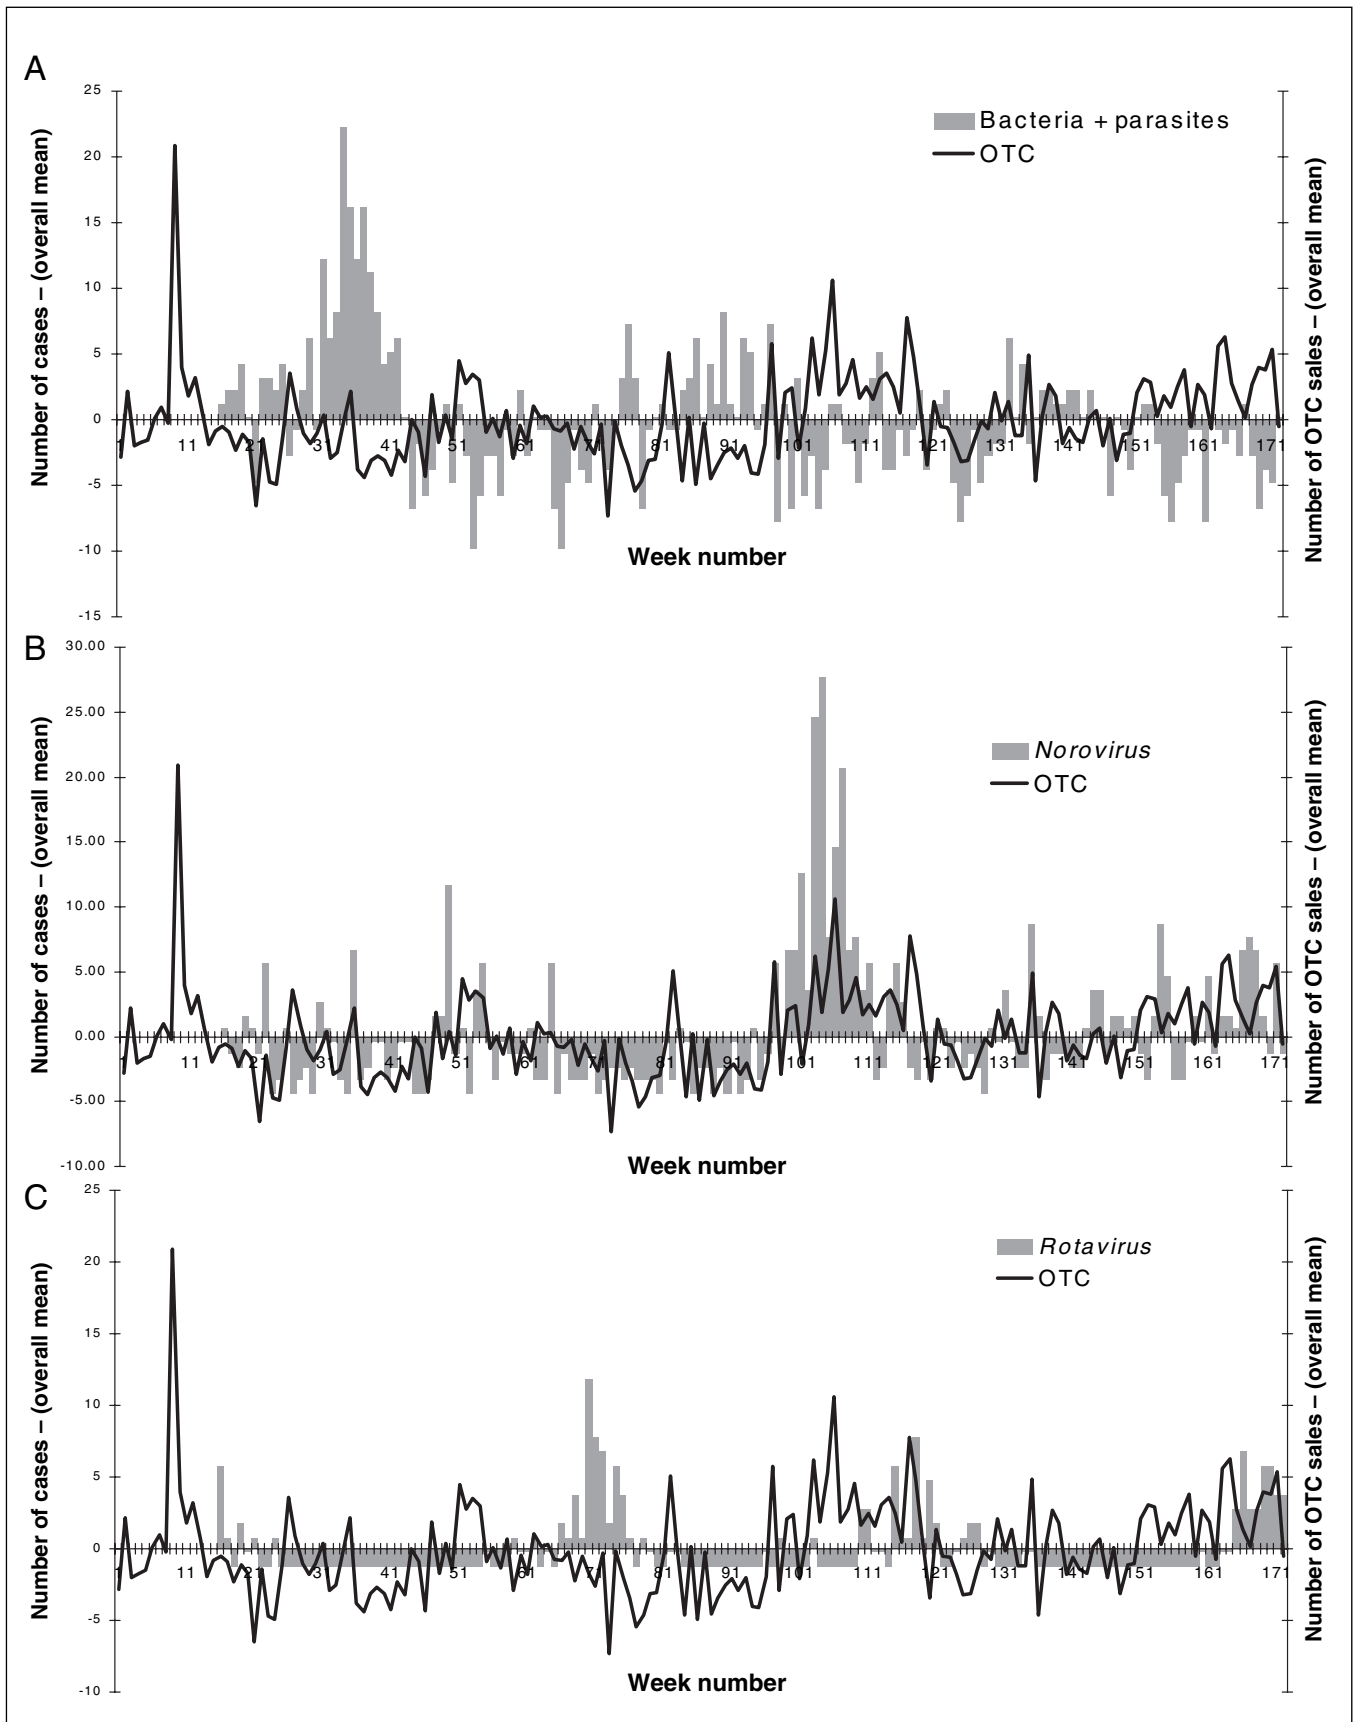 A
Number of cases – (overall mean)
25
20
15
10
5
0
-5
-10
-15
Bacteria + parasites
OTC
1 11 21 31 41 51 61 71 81 91 101 111 121 131 141 151 161 171
Week number
Number of OTC sales – (overall mean)
B
Number of cases – (overall mean)
30.00
25.00
20.00
15.00
10.00
5.00
0.00
-5.00
-10.00
Norovirus
OTC
1 11 21 31 41 51 61 71 81 91 101 111 121 131 141 151 161 171
Week number
Number of OTC sales – (overall mean)
C
Number of cases – (overall mean)
25
20
15
10
5
0
-5
-10
Rotavirus
OTC
1 11 21 31 41 51 61 71 81 91 101 111 121 131 141 151 161 171
Week number
Number of OTC sales – (overall mean)